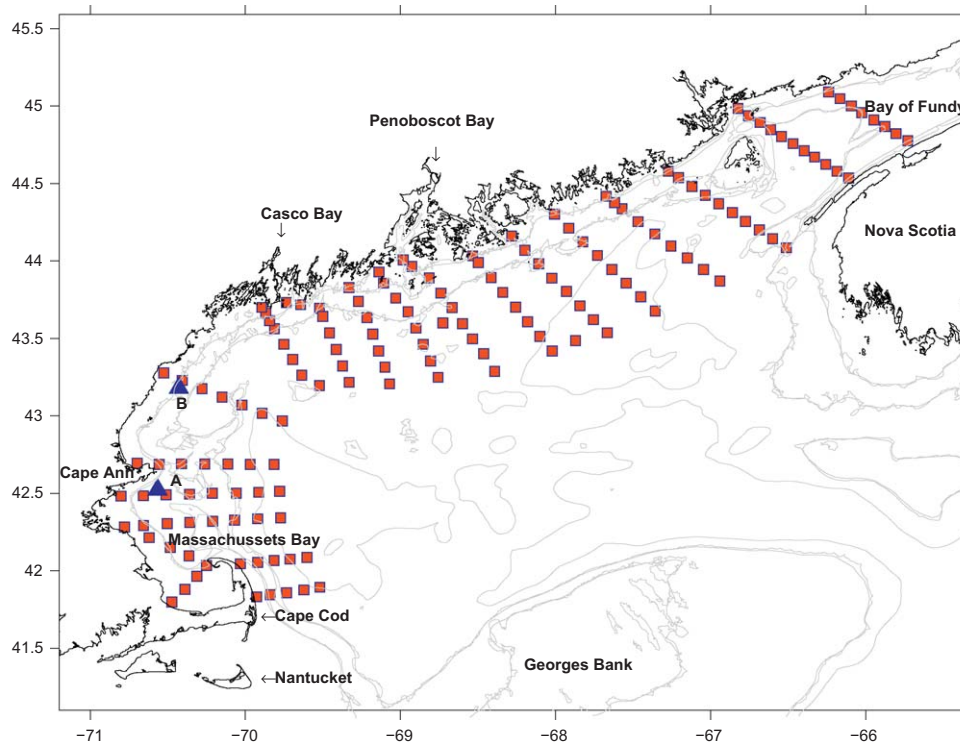 45.5
45
Bay of Fundy
Penoboscot Bay
44.5
Casco Bay
Nova Scotia
44
43.5
B
43
Cape Ann
A
42.5
Massachussets Bay
42
←Cape Cod
41.5
Georges Bank
←Nantucket
−71
−70
−69
−68
−67
−66